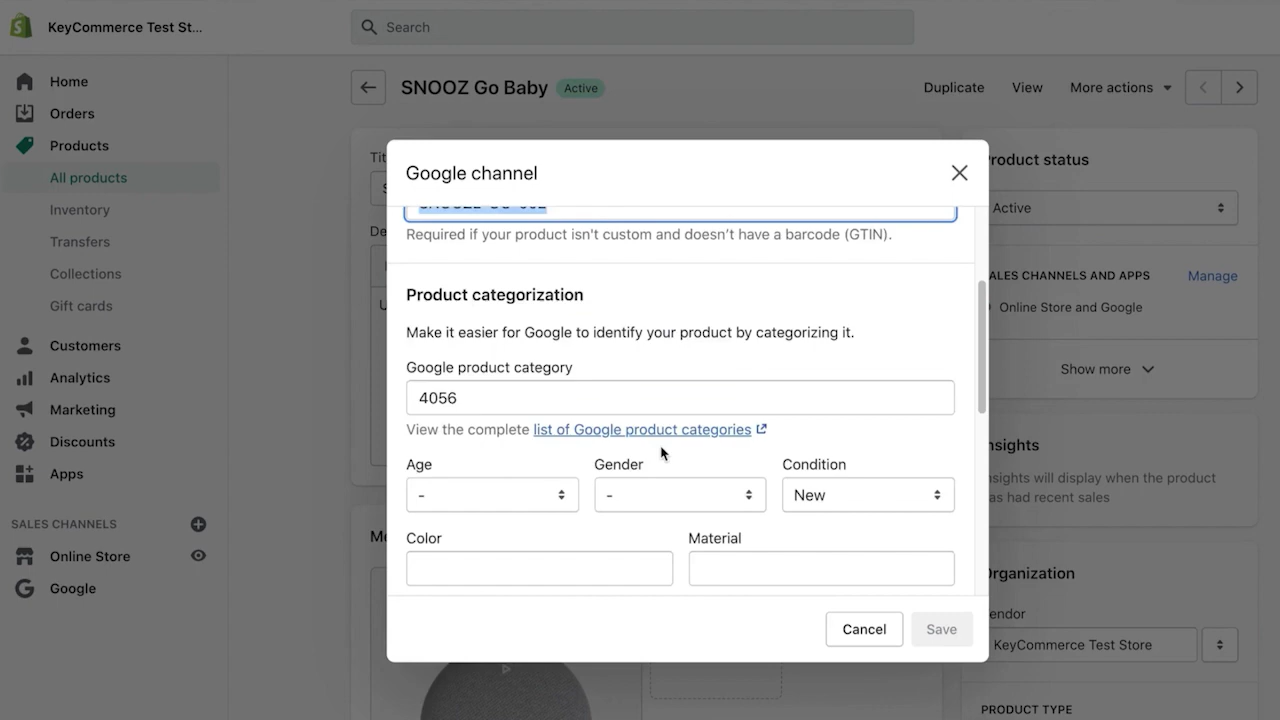 KeyCommerce Test St...
Search
Home
Orders
Products
All products
Inventory
Transfers
Collections
Gift cards
Customers
Analytics
Marketing
Discounts
Apps
SALES CHANNELS
Online Store
Google
SNOOZ Go Baby
Active
Duplicate
View
More actions
Google channel
Required if your product isn't custom and doesn't have a barcode (GTIN).
Product categorization
Make it easier for Google to identify your product by categorizing it.
Google product category
4056
View the complete list of Google product categories
Age
Gender
Condition
-
-
New
Color
Material
Cancel
Save
Product status
Active
SALES CHANNELS AND APPS
Manage
Online Store and Google
Show more
Insights
Insights will display when the product
has had recent sales
Organization
Vendor
KeyCommerce Test Store
PRODUCT TYPE